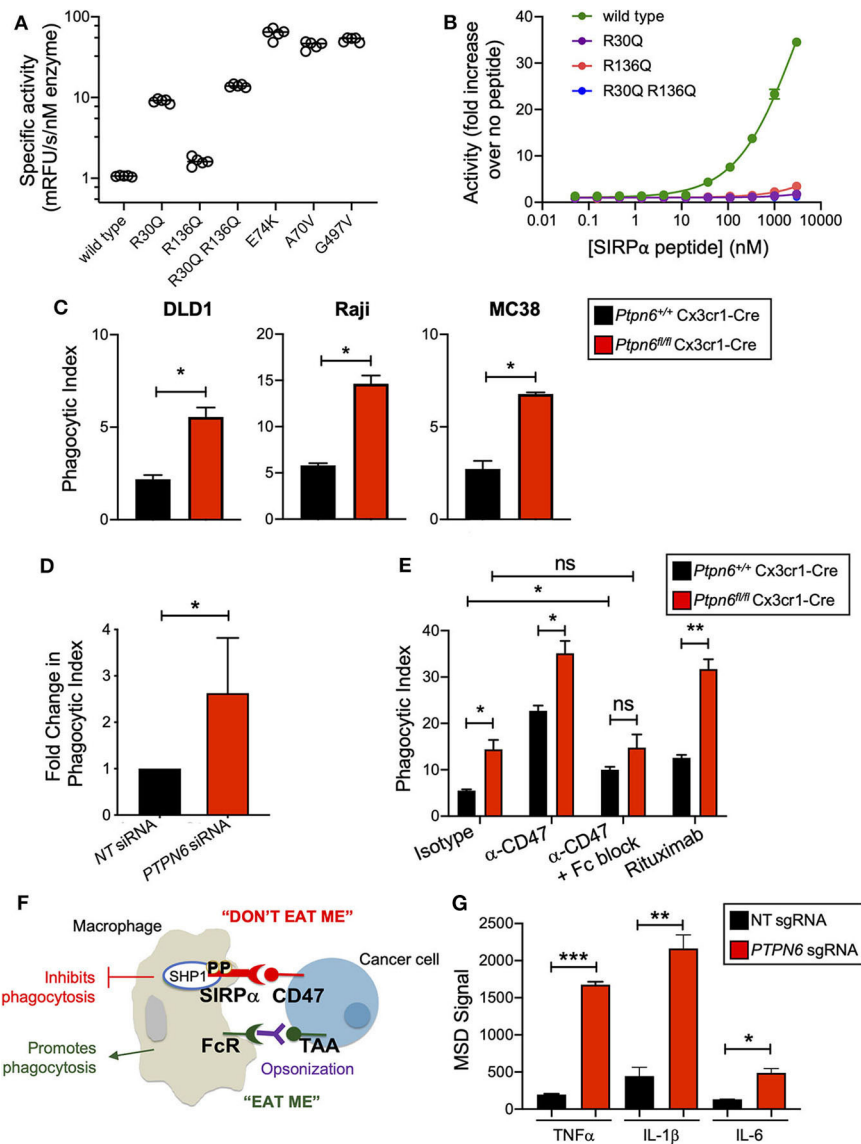 A
Specific activity
(mRFU/s/nM enzyme)
100
10
1
wild type
R30Q
R136Q
R30Q R136Q
E74K
A70V
G497V
B
Activity (fold increase
over no peptide)
40
30
20
10
0
0.01
0.1
1
10
100
1000
10000
[SIRPα peptide] (nM)
wild type
R30Q
R136Q
R30Q R136Q
C
DLD1
Raji
MC38
Phagocytic Index
10
5
0
*
20
15
10
5
0
*
10
5
0
*
Ptpn6+/+ Cx3cr1-Cre
Ptpn6fl/fl Cx3cr1-Cre
D
Fold Change in
Phagocytic Index
4
3
2
1
0
*
NT siRNA
PTPN6 siRNA
E
Phagocytic Index
40
30
20
10
0
ns
*
*
*
ns
**
Isotype
α-CD47
α-CD47
+ Fc block
Rituximab
Ptpn6+/+ Cx3cr1-Cre
Ptpn6fl/fl Cx3cr1-Cre
F
"DON'T EAT ME"
Macrophage
Cancer cell
PP
SHP1
Inhibits
phagocytosis
SIRPα CD47
Promotes
phagocytosis
FcR
TAA
Opsonization
"EAT ME"
G
MSD Signal
2500
2000
1500
1000
500
0
***
**
*
TNFα
IL-1β
IL-6
NT sgRNA
PTPN6 sgRNA